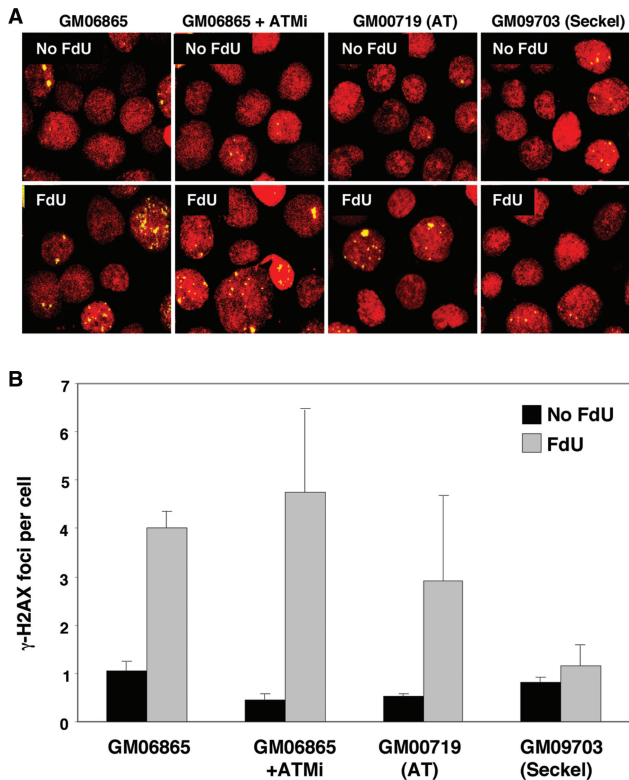 A
GM06865
GM06865 + ATMi
GM00719 (AT)
GM09703 (Seckel)
No FdU
No FdU
No FdU
No FdU
FdU
FdU
FdU
FdU
B
γ-H2AX foci per cell
7
6
5
4
3
2
1
0
No FdU
FdU
GM06865
GM06865
+ATMi
GM00719
(AT)
GM09703
(Seckel)